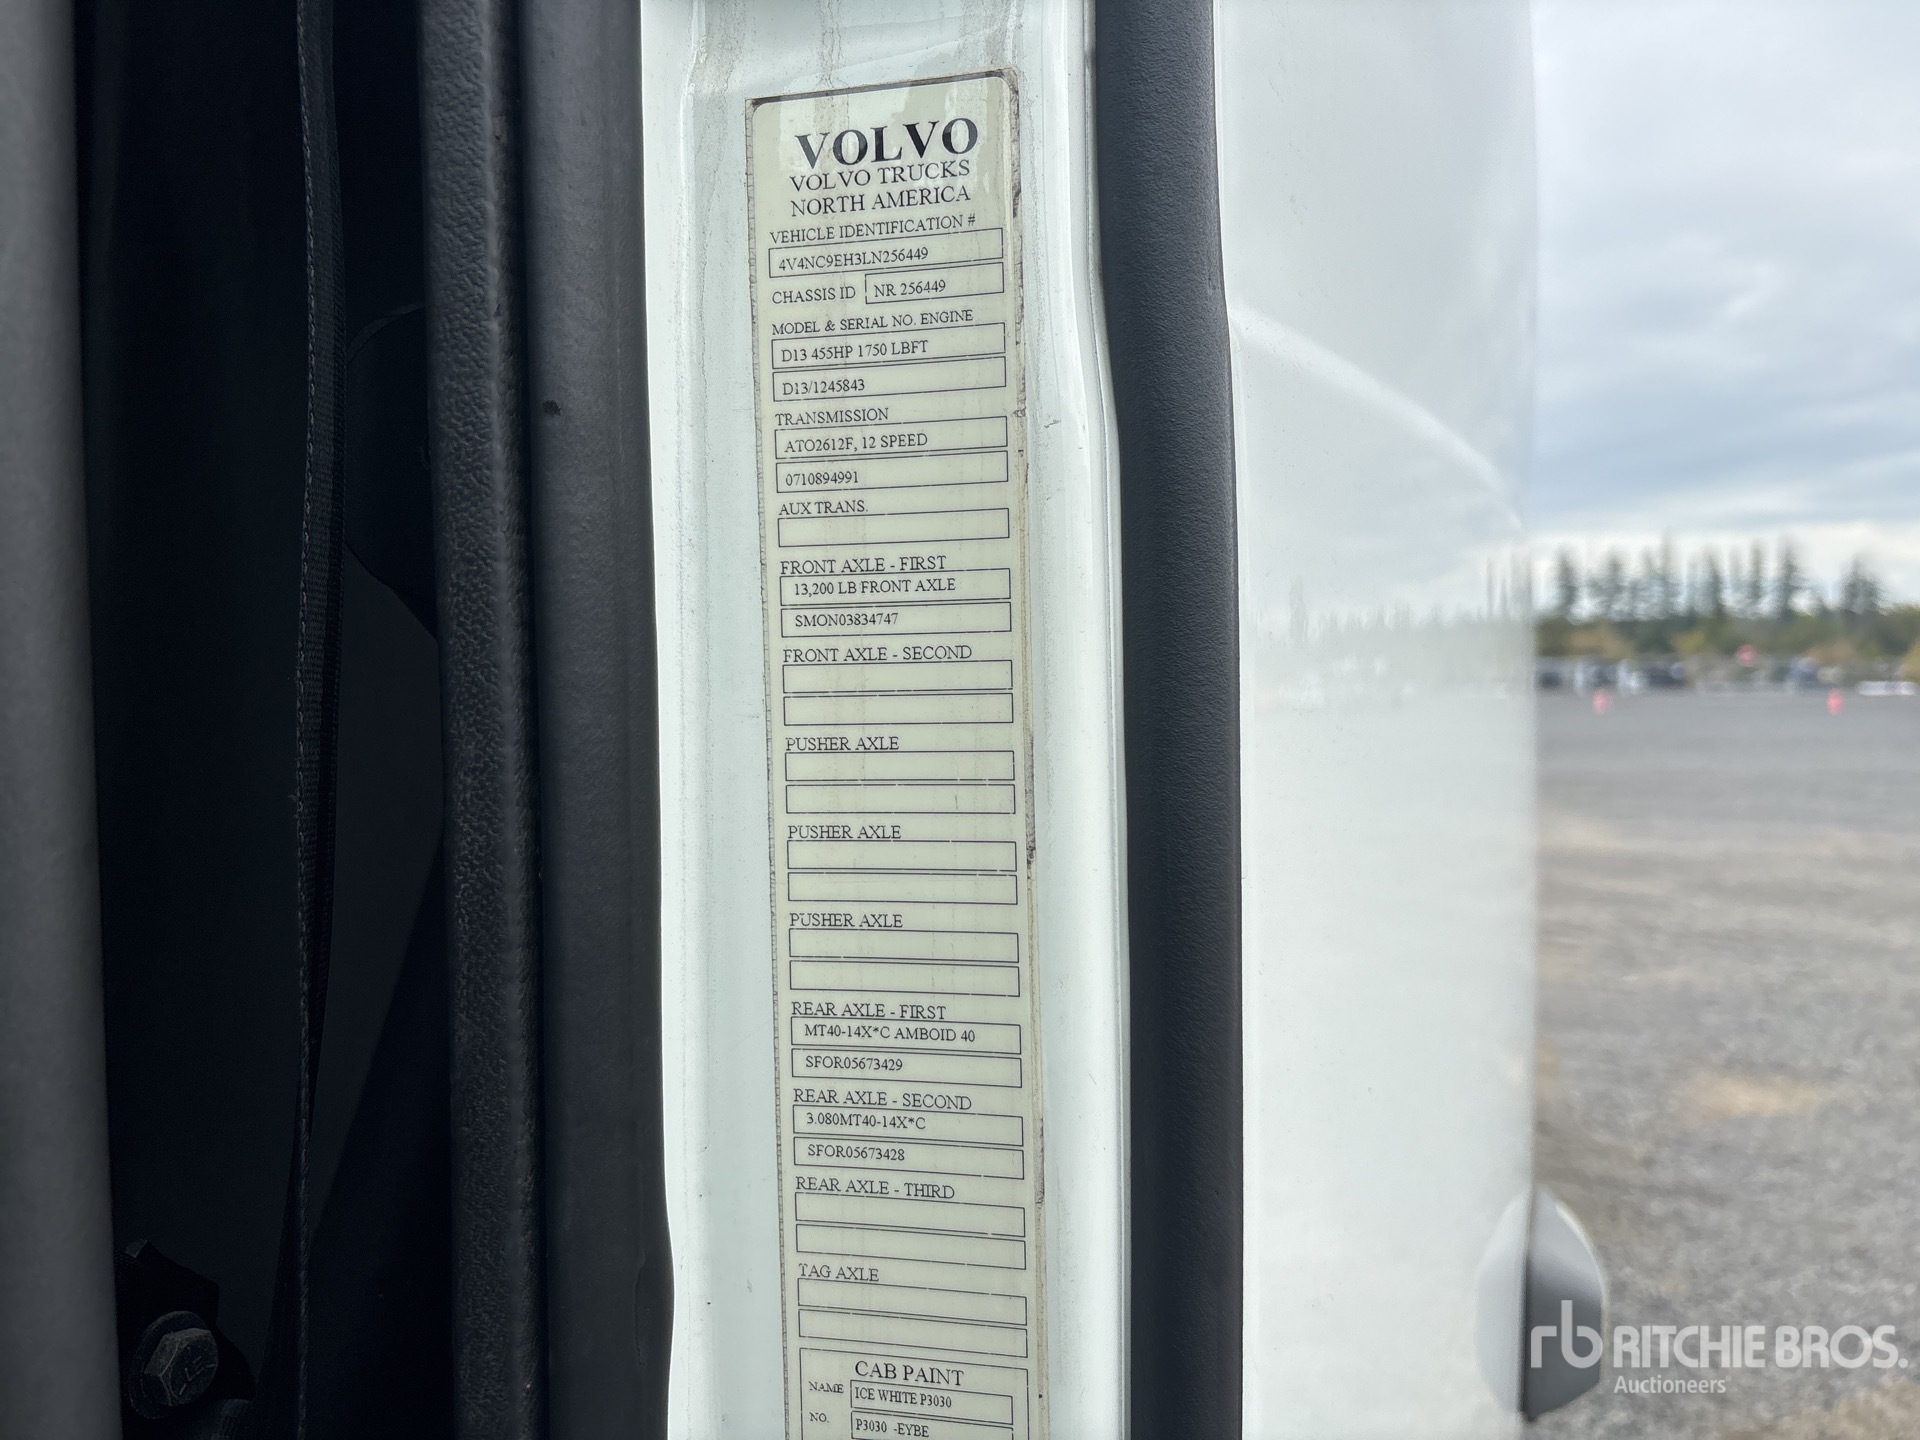 VOLVO
VOLVO TRUCKS
NORTH AMERICA
VEHICLE IDENTIFICATION #
4V4NC9EH3LN256449
CHASSIS ID NR 256449
MODEL & SERIAL NO. ENGINE
D13 455HP 1750 LBFT
D13/1245843
TRANSMISSION
ATO2612F, 12 SPEED
0710894991
AUX TRANS.
FRONT AXLE - FIRST
13,200 LB FRONT AXLE
SMON03834747
FRONT AXLE - SECOND
PUSHER AXLE
PUSHER AXLE
PUSHER AXLE
REAR AXLE - FIRST
MT40-14X*C AMBOID 40
SFOR05673429
REAR AXLE - SECOND
3.080MT40-14X*C
SFOR05673428
REAR AXLE - THIRD
TAG AXLE
CAB PAINT
NAME ICE WHITE P3030
NO. P3030 -EYBE
rb RITCHIE BROS.
Auctioneers